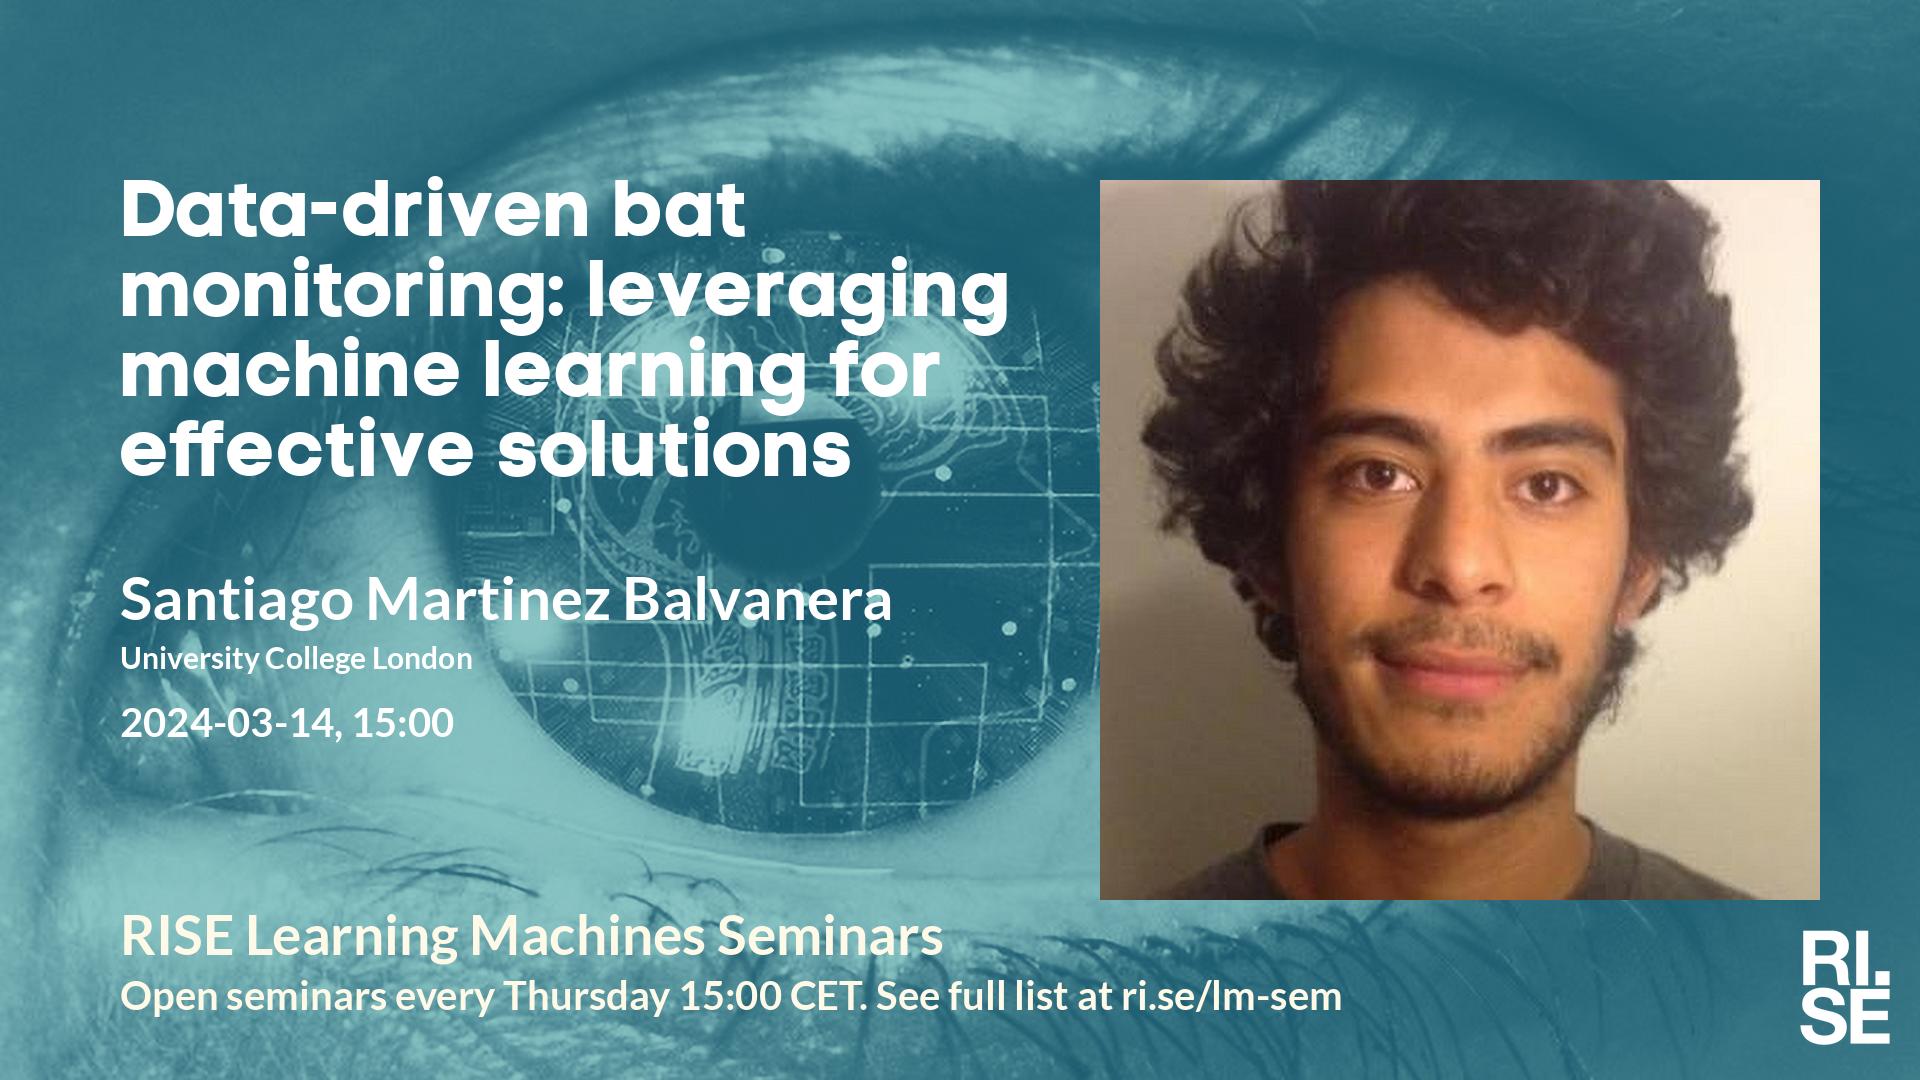 Data-driven bat
monitoring: leveraging
machine learning for
effective solutions
Santiago Martinez Balvanera
University College London
2024-03-14, 15:00
RISE Learning Machines Seminars
Open seminars every Thursday 15:00 CET. See full list at ri.se/lm-sem
RI.
SE